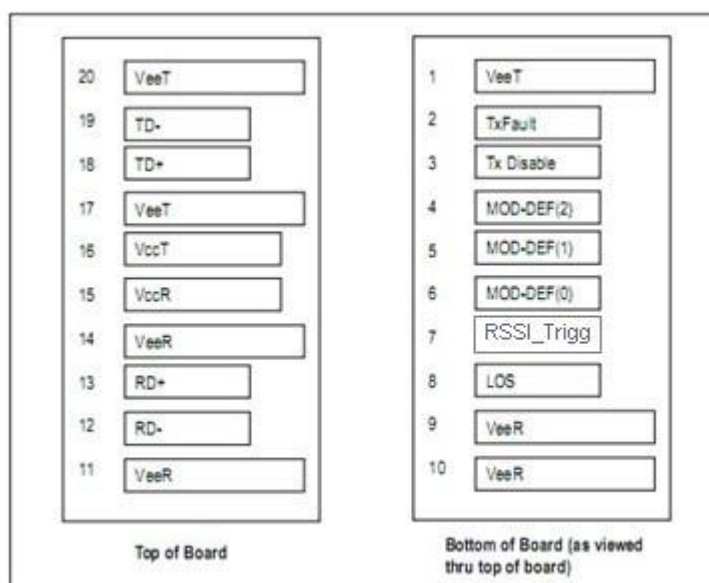 20 VeeT
19 TD-
18 TD+
17 VeeT
16 VccT
15 VccR
14 VeeR
13 RD+
12 RD-
11 VeeR
Top of Board
1 VeeT
2 TxFault
3 Tx Disable
4 MOD-DEF(2)
5 MOD-DEF(1)
6 MOD-DEF(0)
7 RSSI_Trigg
8 LOS
9 VeeR
10 VeeR
Bottom of Board (as viewed
thru top of board)